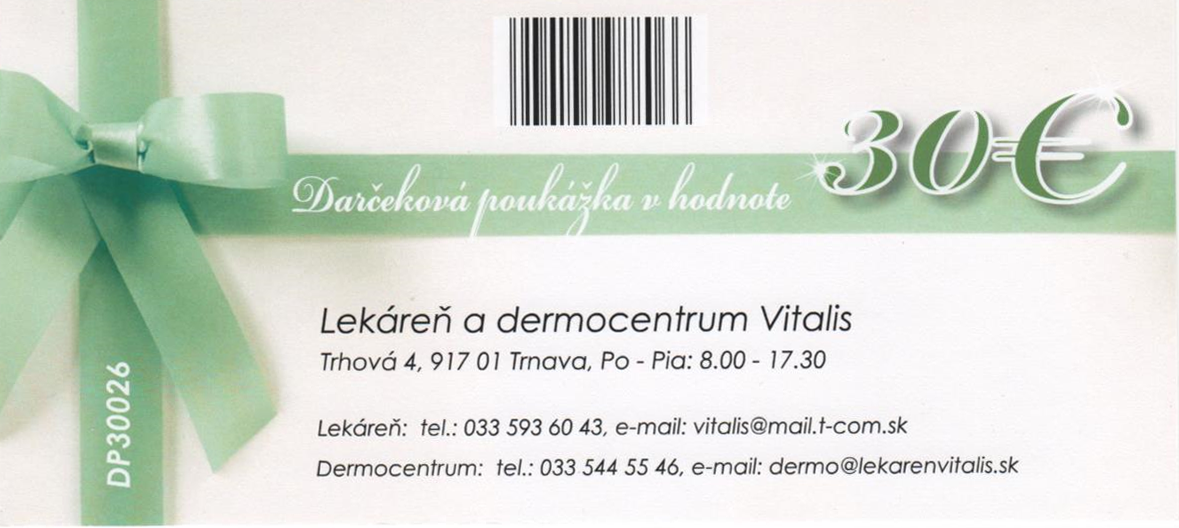 Darčeková poukážka v hodnote 30€
Lekáreň a dermocentrum Vitalis
Trhová 4, 917 01 Trnava, Po - Pia: 8.00 - 17.30
Lekáreň: tel.: 033 593 60 43, e-mail: vitalis@mail.t-com.sk
Dermocentrum: tel.: 033 544 55 46, e-mail: dermo@lekarenvitalis.sk
DP30026